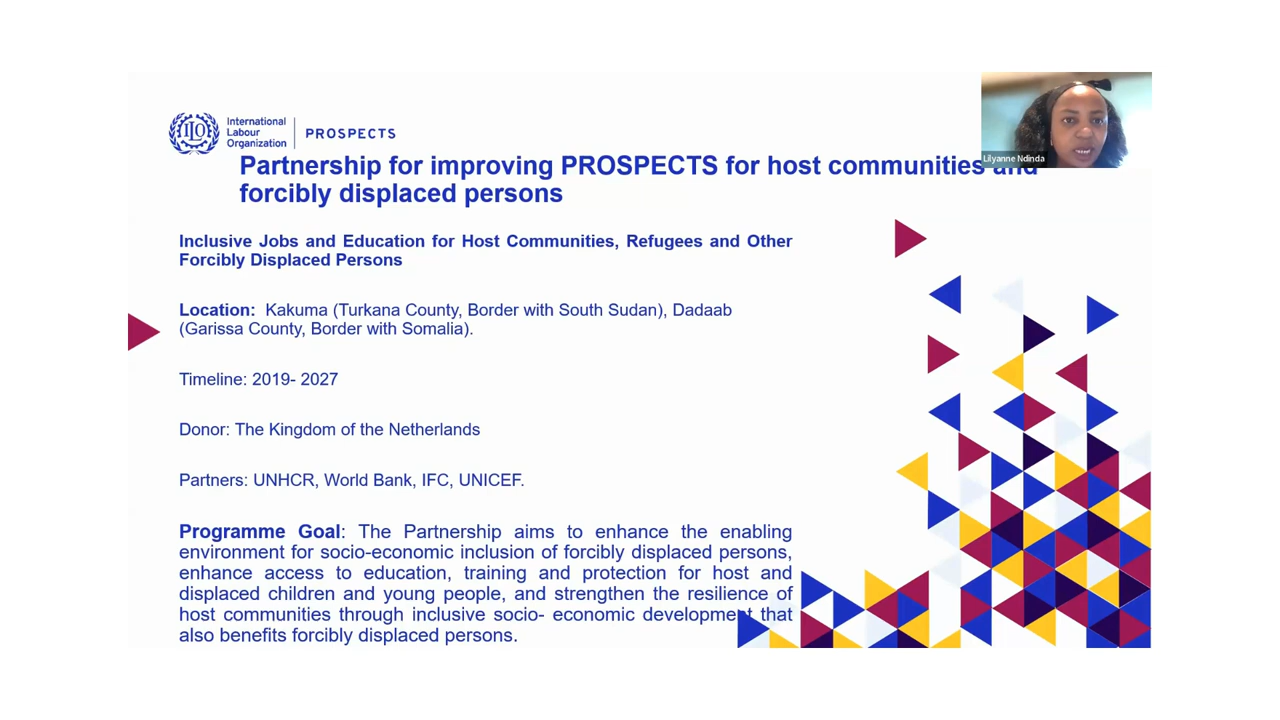 International
Labour
Organization
PROSPECTS
ILO
Partnership for improving PROSPECTS for host communities and
forcibly displaced persons
Lilyanne Ndinda
Inclusive Jobs and Education for Host Communities, Refugees and Other
Forcibly Displaced Persons
Location: Kakuma (Turkana County, Border with South Sudan), Dadaab
(Garissa County, Border with Somalia).
Timeline: 2019- 2027
Donor: The Kingdom of the Netherlands
Partners: UNHCR, World Bank, IFC, UNICEF.
Programme Goal: The Partnership aims to enhance the enabling
environment for socio-economic inclusion of forcibly displaced persons,
enhance access to education, training and protection for host and
displaced children and young people, and strengthen the resilience of
host communities through inclusive socio- economic development that
also benefits forcibly displaced persons.